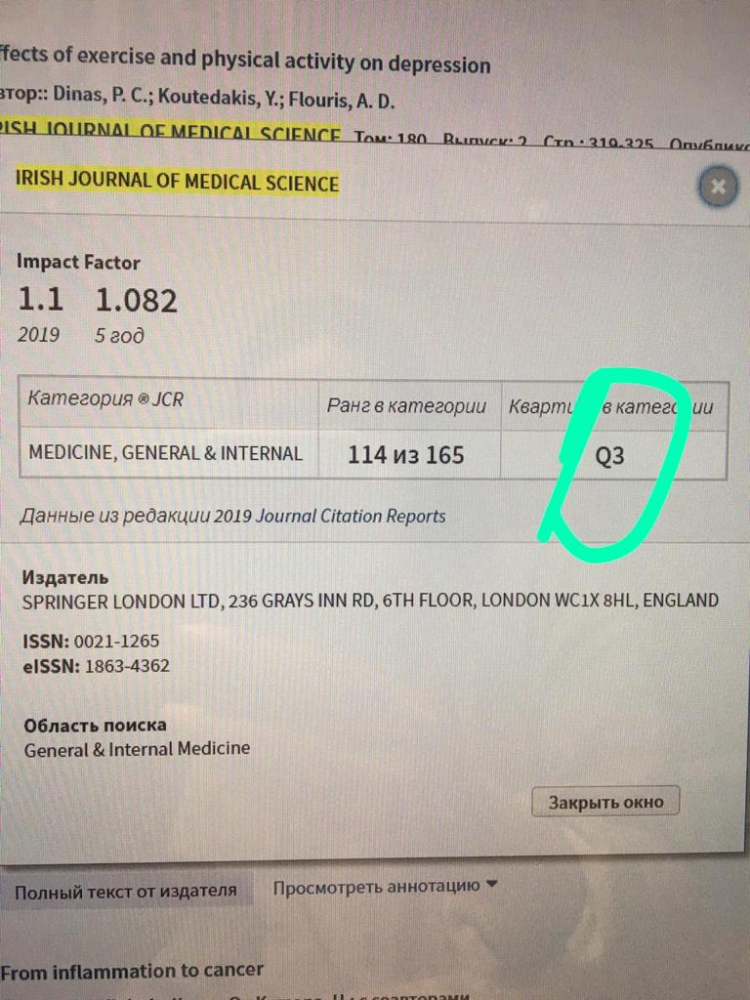 ffects of exercise and physical activity on depression
втор:: Dinas, P. C.; Koutedakis, Y.; Flouris, A. D.
RISH JOURNAL OF MEDICAL SCIENCE Том: 180 Выпуск: 2 Стр.: 319-325
IRISH JOURNAL OF MEDICAL SCIENCE
Impact Factor
1.1 1.082
2019 5 год
Категория ® JCR Ранг в категории Кварти в катег ии
MEDICINE, GENERAL & INTERNAL 114 из 165 Q3
Данные из редакции 2019 Journal Citation Reports
Издатель
SPRINGER LONDON LTD, 236 GRAYS INN RD, 6TH FLOOR, LONDON WC1X 8HL, ENGLAND
ISSN: 0021-1265
eISSN: 1863-4362
Область поиска
General & Internal Medicine
Закрыть окно
Полный текст от издателя Просмотреть аннотацию
From inflammation to cancer